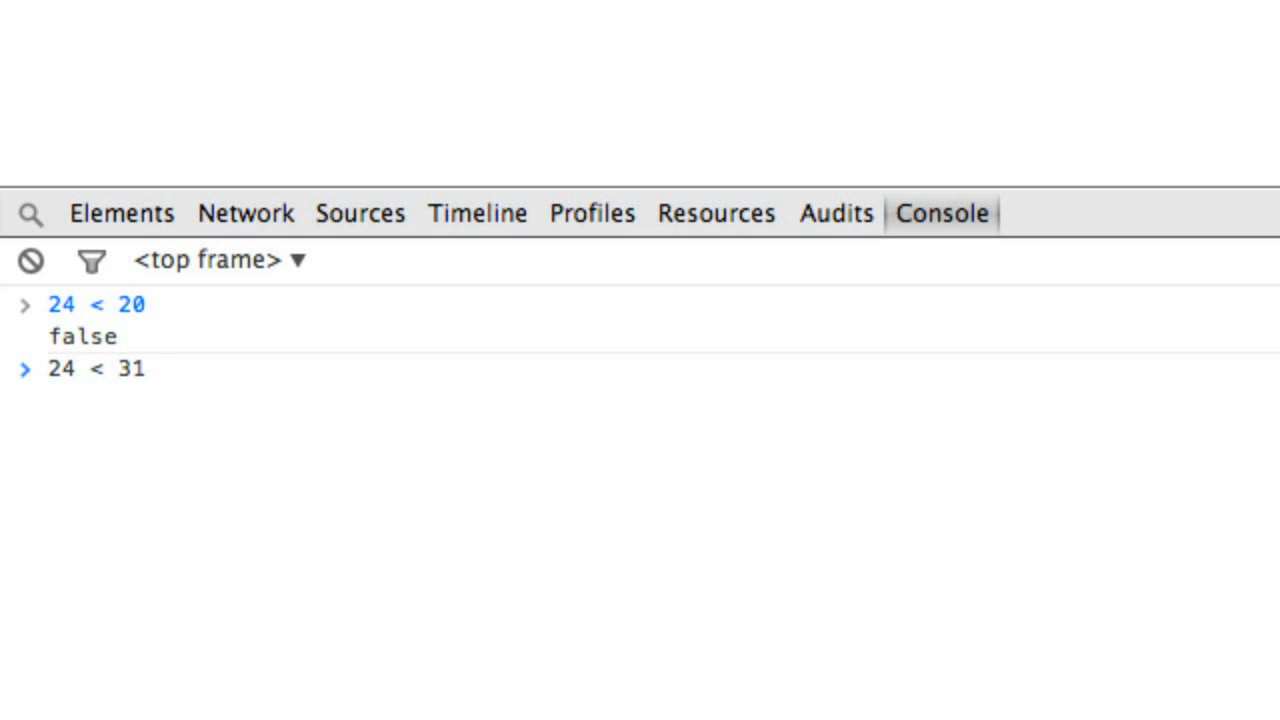 Elements Network Sources Timeline Profiles Resources Audits Console
<top frame> ▼
> 24 < 20
false
> 24 < 31